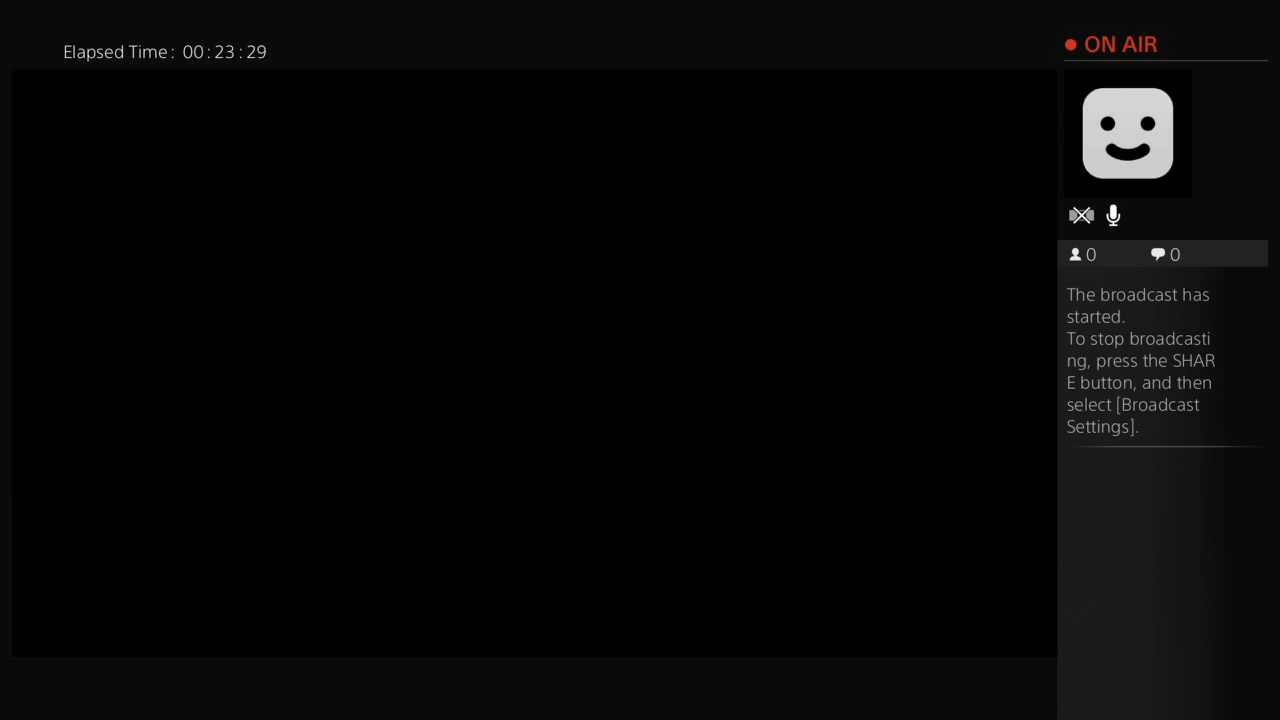 Elapsed Time: 00:23:29
ON AIR
0
0
The broadcast has
started.
To stop broadcasti
ng, press the SHAR
E button, and then
select [Broadcast
Settings].